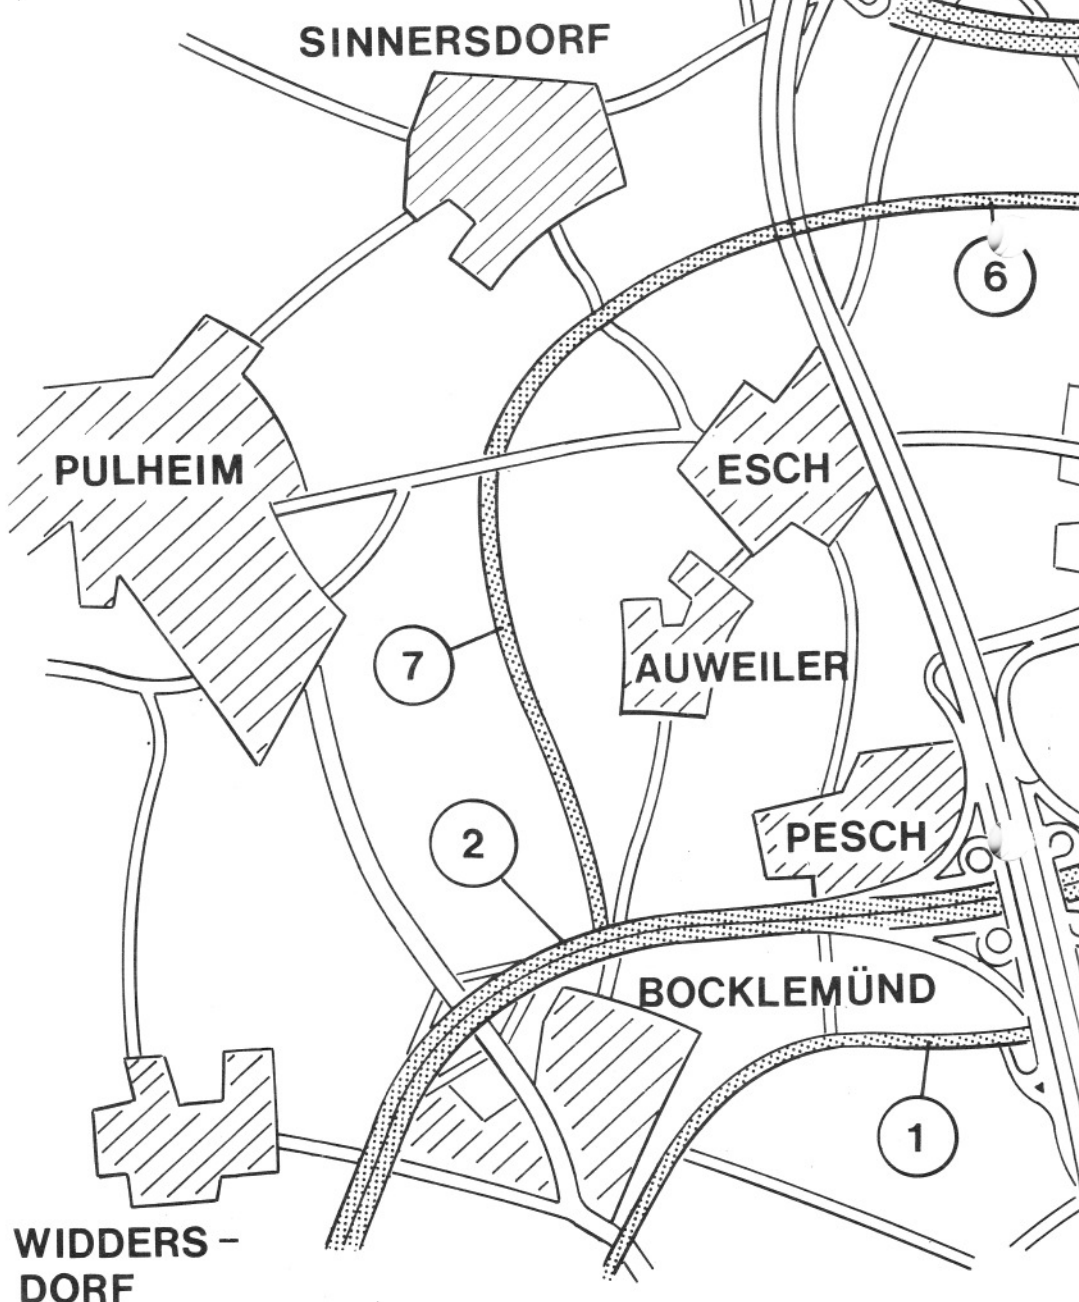 SINNERSDORF
6
PULHEIM
ESCH
7
AUWEILER
2
PESCH
BOCKLEMÜND
1
WIDDERS-
DORF